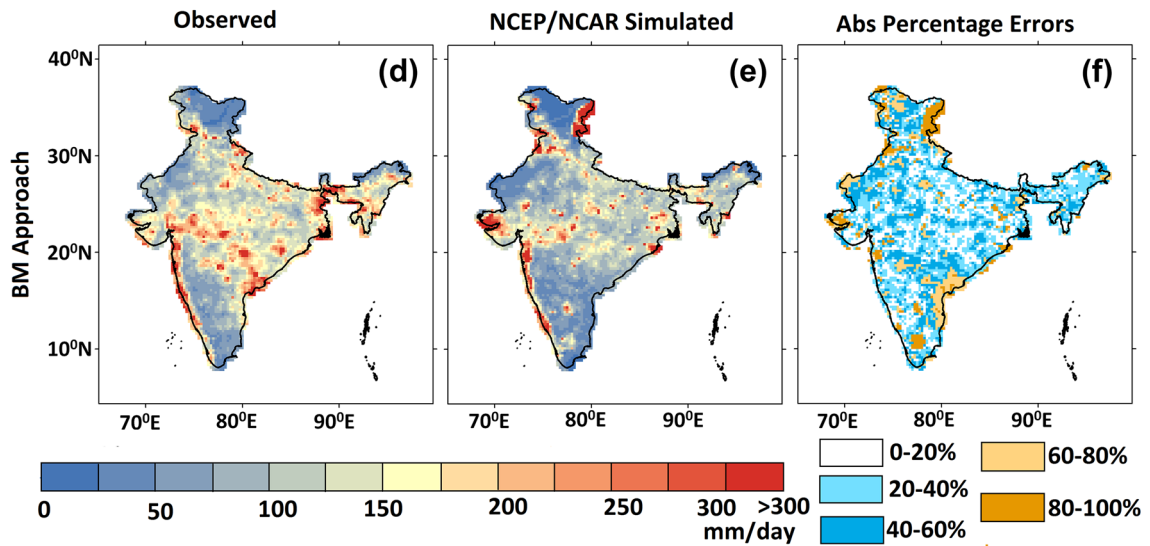 Observed
NCEP/NCAR Simulated
Abs Percentage Errors
BM Approach
40⁰N
30⁰N
20⁰N
10⁰N
(d)
(e)
(f)
70⁰E 80⁰E 90⁰E
70⁰E 80⁰E 90⁰E
70⁰E 80⁰E 90⁰E
0 50 100 150 200 250 300 >300
mm/day
0-20%
20-40%
40-60%
60-80%
80-100%